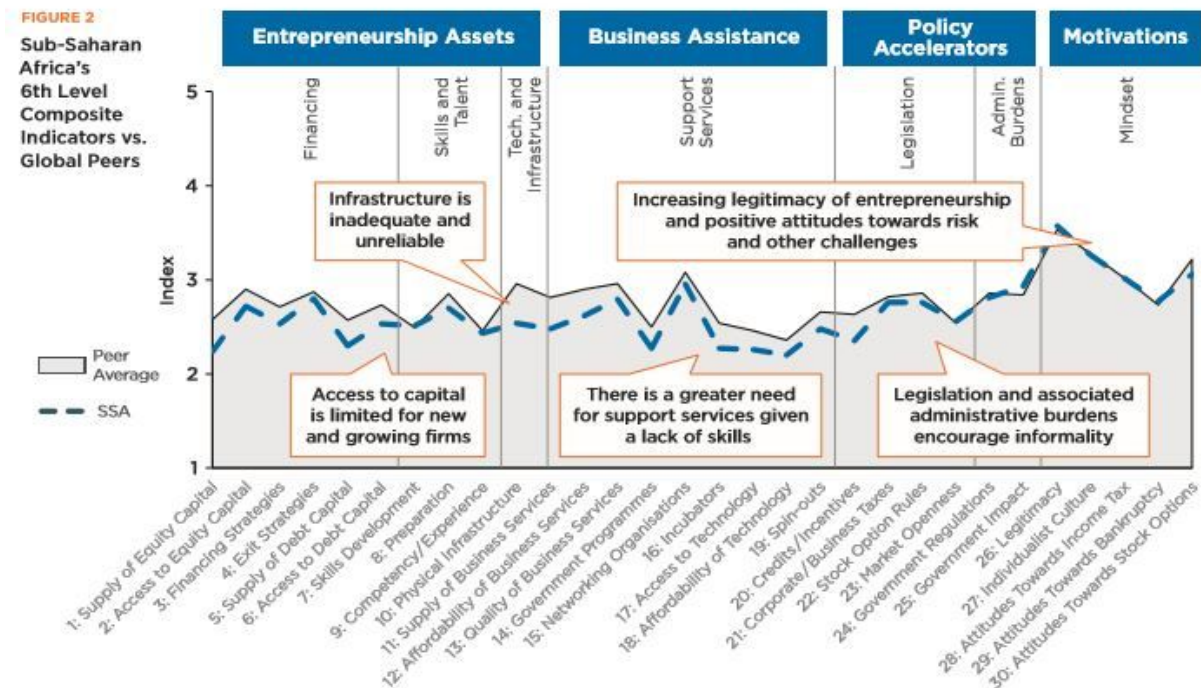 FIGURE 2
Sub-Saharan
Africa's
6th Level
Composite
Indicators vs.
Global Peers
Entrepreneurship Assets
Business Assistance
Policy
Accelerators
Motivations
Financing
Skills and
Talent
Tech. and
Infrastructure
Support
Services
Legislation
Admin.
Burdens
Mindset
Index
5
4
3
2
1
Infrastructure is
inadequate and
unreliable
Increasing legitimacy of entrepreneurship
and positive attitudes towards risk
and other challenges
Access to capital
is limited for new
and growing firms
There is a greater need
for support services given
a lack of skills
Legislation and associated
administrative burdens
encourage informality
Peer
Average
SSA
1: Supply of Equity Capital
2: Access to Equity Capital
3: Financing Strategies
4: Exit Strategies
5: Supply of Debt Capital
6: Access to Debt Capital
7: Skills Development
8: Preparation
9: Competency/Experience
10: Physical Infrastructure
11: Supply of Business Services
12: Affordability of Business Services
13: Quality of Business Services
14: Government Programmes
15: Networking Organisations
16: Incubators
17: Access to Technology
18: Affordability of Technology
19: Spin-outs
20: Credits/Incentives
21: Corporate/Business Taxes
22: Stock Option Rules
23: Market Openness
24: Government Regulations
25: Government Impact
26: Legitimacy
27: Individualist Culture
28: Attitudes Towards Income Tax
29: Attitudes Towards Bankruptcy
30: Attitudes Towards Stock Options